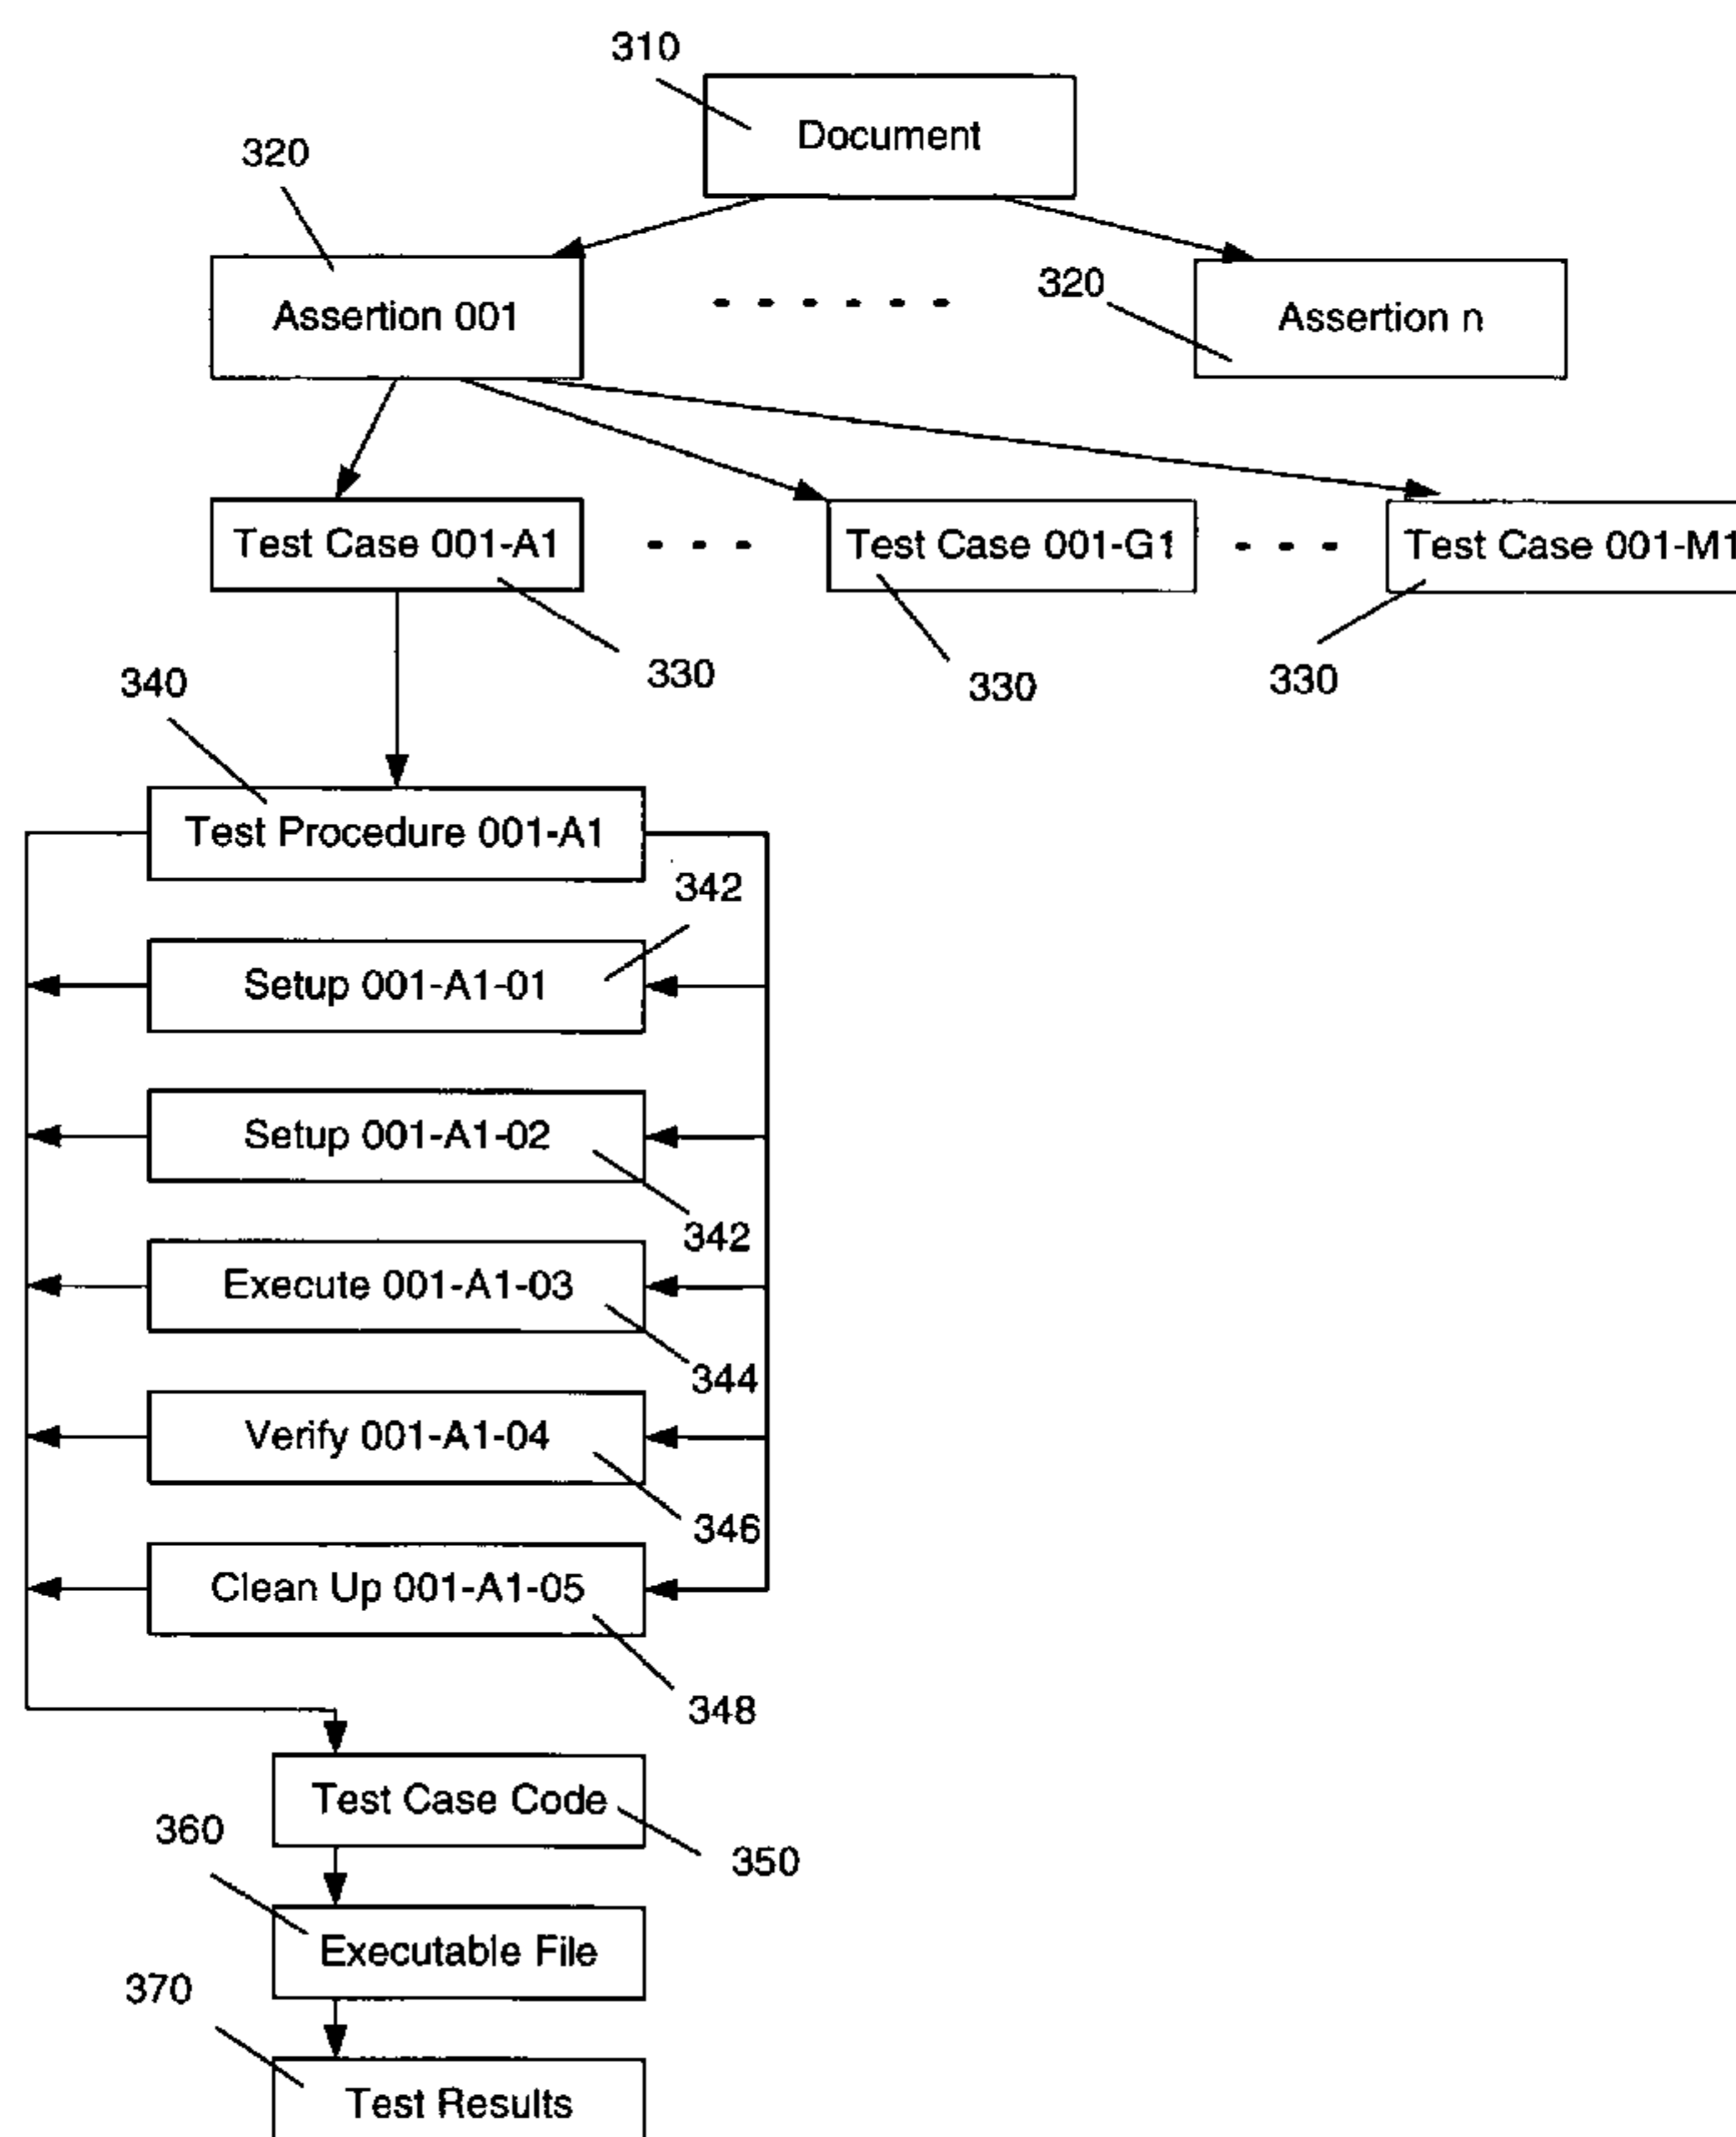 310
Document
320
Assertion 001
320
Assertion n
Test Case 001-A1
Test Case 001-G1
Test Case 001-M1
330
330
330
340
Test Procedure 001-A1
342
Setup 001-A1-01
Setup 001-A1-02
342
Execute 001-A1-03
344
Verify 001-A1-04
346
Clean Up 001-A1-05
348
Test Case Code
350
360
Executable File
370
Test Results